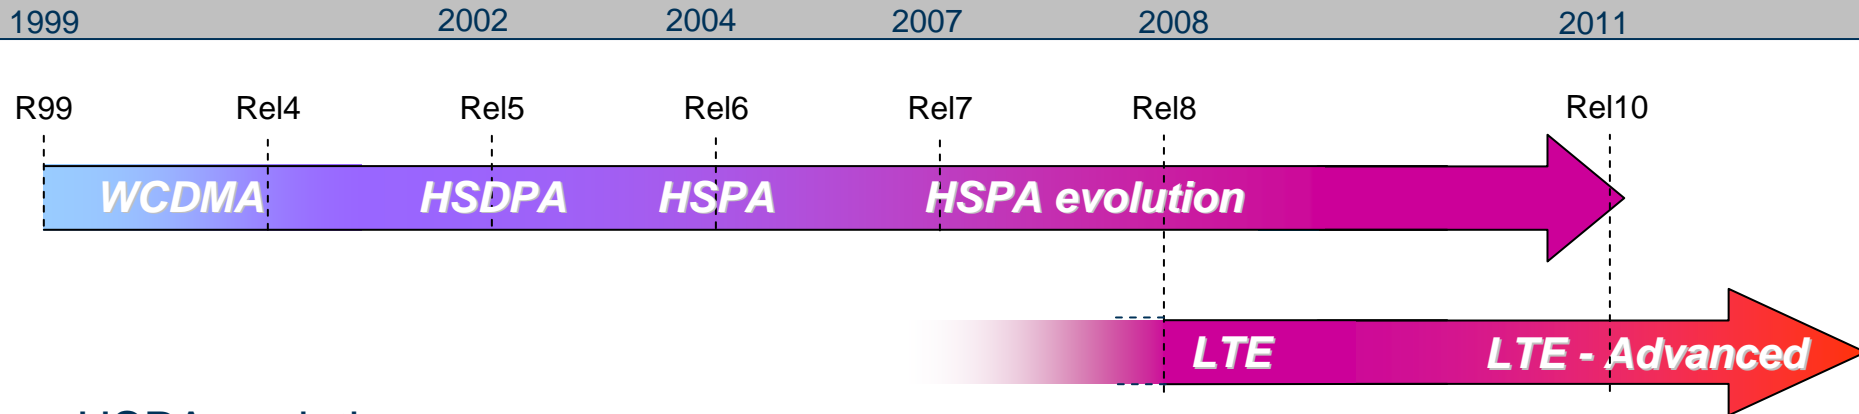 1999 2002 2004 2007 2008 2011
R99 Rel4 Rel5 Rel6 Rel7 Rel8 Rel10
WCDMA HSDPA HSPA HSPA evolution
LTE LTE - Advanced